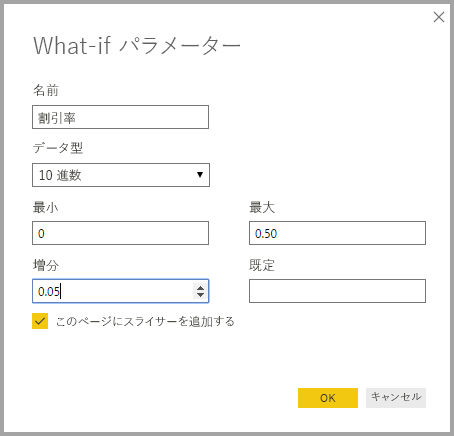 What-if パラメーター
名前
割引率
データ型
10 進数
最小 最大
0 0.50
増分 既定
0.05
このページにスライサーを追加する
OK キャンセル